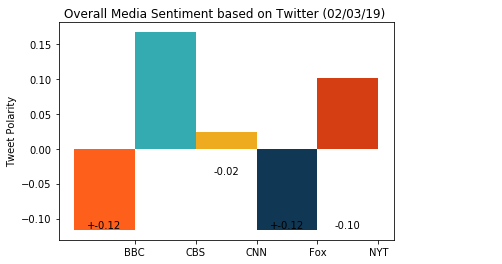 Overall Media Sentiment based on Twitter (02/03/19)
Tweet Polarity
0.15
0.10
0.05
0.00
−0.05
−0.10
-0.02
+-0.12
+-0.12
-0.10
BBC
CBS
CNN
Fox
NYT